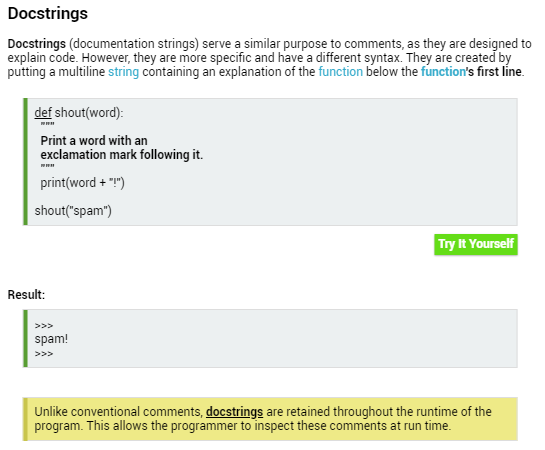 Docstrings
Docstrings (documentation strings) serve a similar purpose to comments, as they are designed to
explain code. However, they are more specific and have a different syntax. They are created by
putting a multiline string containing an explanation of the function below the function's first line.
def shout(word):
"""
Print a word with an
exclamation mark following it.
"""
print(word + "!")
shout("spam")
Try It Yourself
Result:
>>>
spam!
>>>
Unlike conventional comments, docstrings are retained throughout the runtime of the
program. This allows the programmer to inspect these comments at run time.